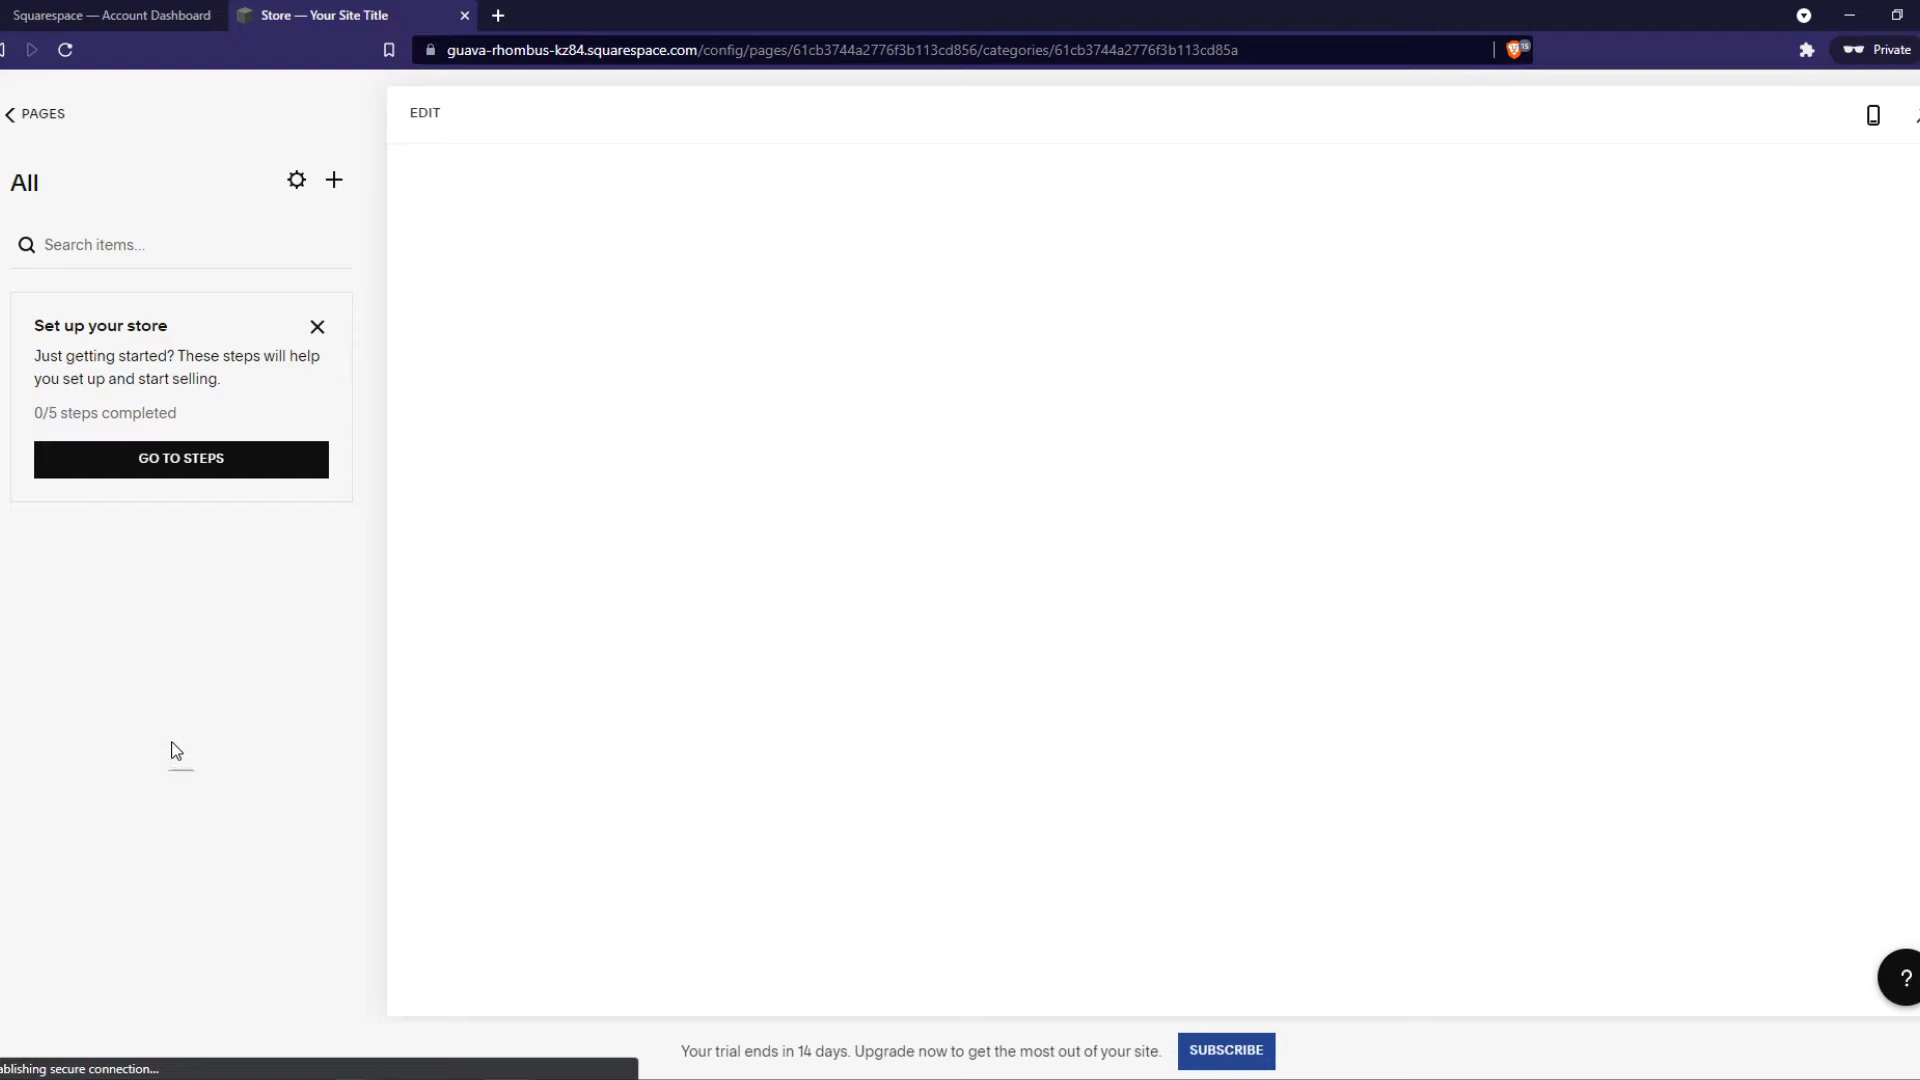 Squarespace — Account Dashboard
Store — Your Site Title
guava-rhombus-kz84.squarespace.com/config/pages/61cb3744a2776f3b113cd856/categories/61cb3744a2776f3b113cd85a
15
Private
PAGES
EDIT
All
Search items...
Set up your store
Just getting started? These steps will help
you set up and start selling.
0/5 steps completed
GO TO STEPS
?
Your trial ends in 14 days. Upgrade now to get the most out of your site.
SUBSCRIBE
ablishing secure connection...